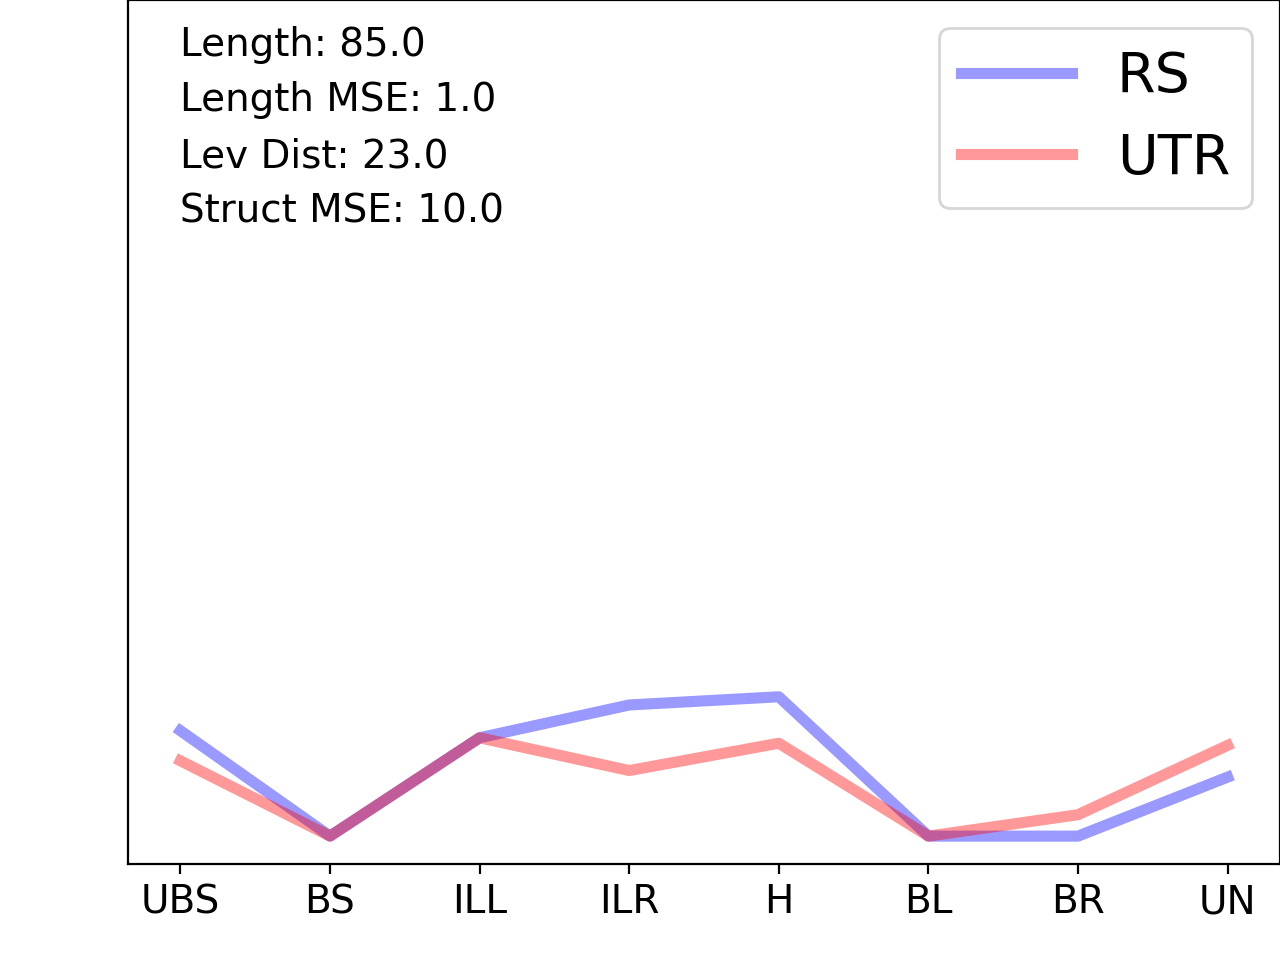 Length: 85.0
Length MSE: 1.0
Lev Dist: 23.0
Struct MSE: 10.0
RS
UTR
UBS BS ILL ILR H BL BR UN